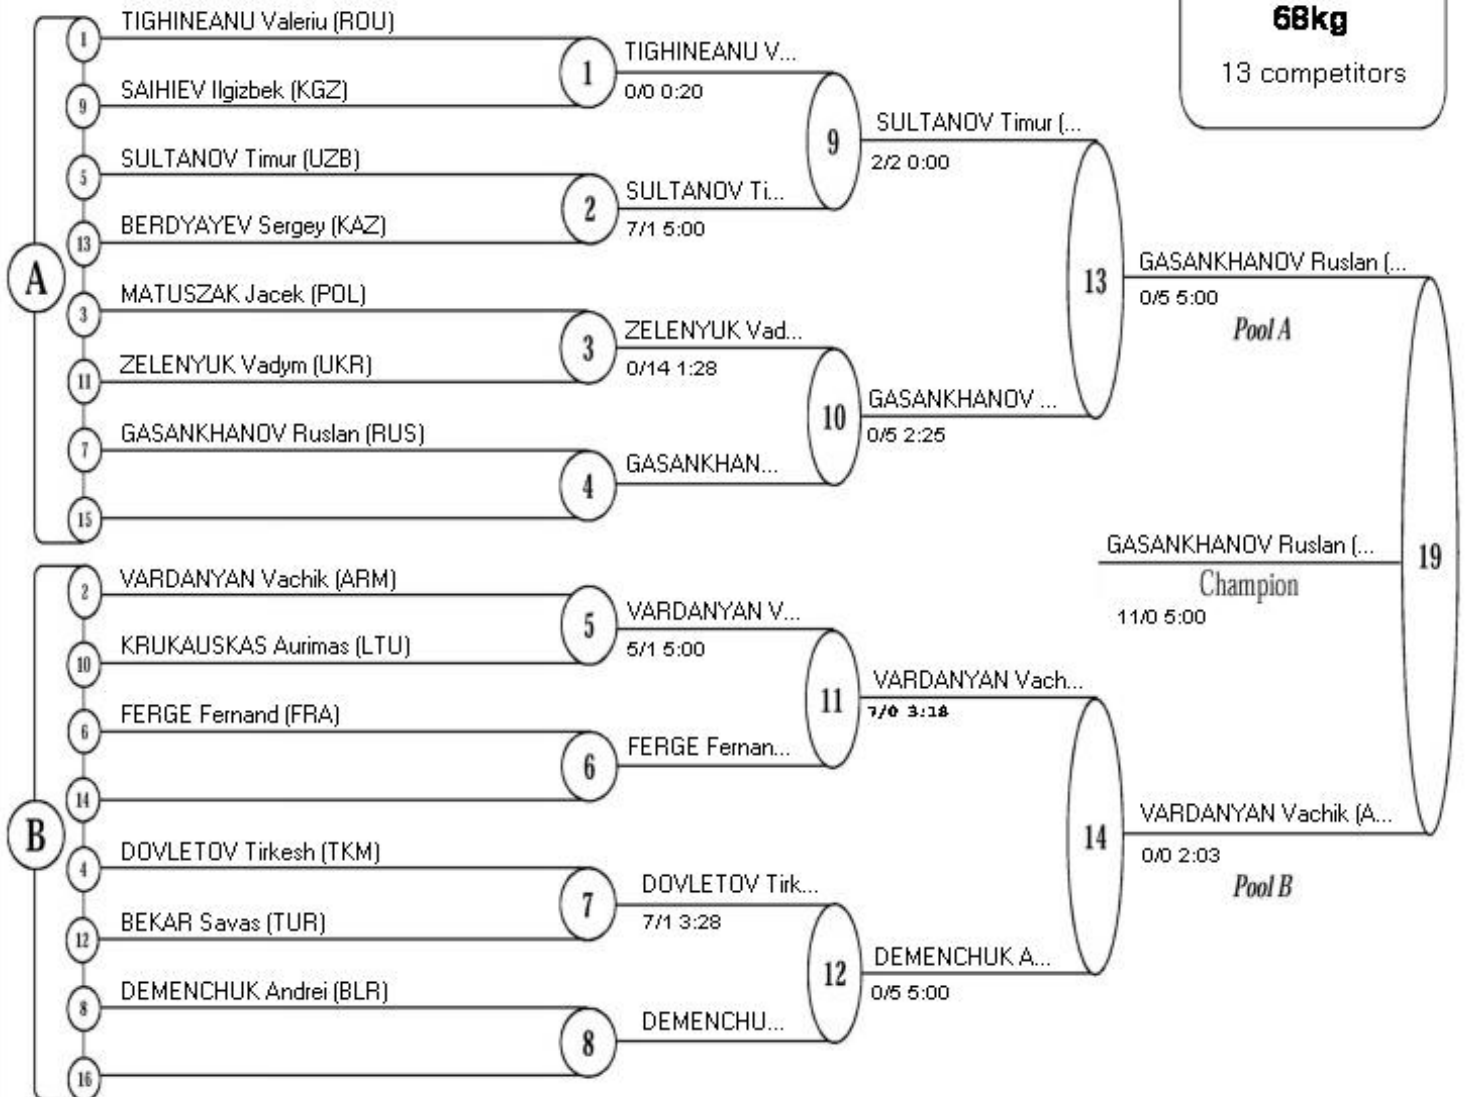 68kg
13 competitors
A
1
TIGHINEANU Valeriu (ROU)
9
SAIHIEV Ilgizbek (KGZ)
5
SULTANOV Timur (UZB)
13
BERDYAYEV Sergey (KAZ)
3
MATUSZAK Jacek (POL)
11
ZELENYUK Vadym (UKR)
7
GASANKHANOV Ruslan (RUS)
15
1
TIGHINEANU V...
0/0 0:20
2
SULTANOV Ti...
7/1 5:00
3
ZELENYUK Vad...
0/14 1:28
4
GASANKHAN...
9
SULTANOV Timur (...
2/2 0:00
10
GASANKHANOV ...
0/5 2:25
13
GASANKHANOV Ruslan (...
0/5 5:00
Pool A
B
2
VARDANYAN Vachik (ARM)
10
KRUKAUSKAS Aurimas (LTU)
6
FERGE Fernand (FRA)
14
4
DOVLETOV Tirkesh (TKM)
12
BEKAR Savas (TUR)
8
DEMENCHUK Andrei (BLR)
16
5
VARDANYAN V...
5/1 5:00
6
FERGE Fernan...
7
DOVLETOV Tirk...
7/1 3:28
8
DEMENCHU...
11
VARDANYAN Vach...
7/0 3:18
12
DEMENCHUK A...
0/5 5:00
14
VARDANYAN Vachik (A...
0/0 2:03
Pool B
19
GASANKHANOV Ruslan (...
Champion
11/0 5:00